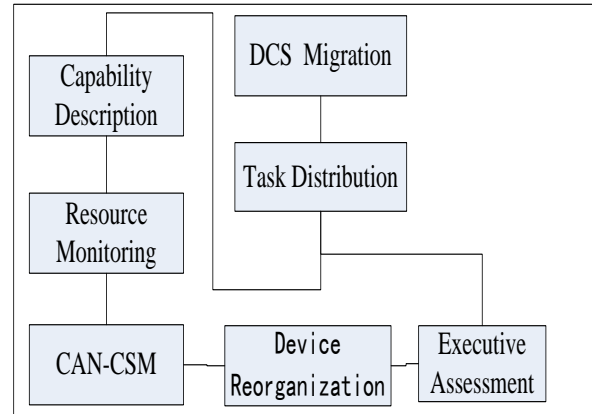 Capability
Description
DCS Migration
Task Distribution
Resource
Monitoring
CAN-CSM
Device
Reorganization
Executive
Assessment